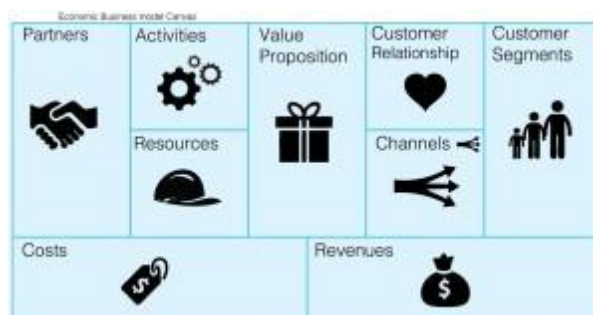 Economic Business model Canvas
Partners
Activities
Value
Proposition
Customer
Relationship
Customer
Segments
Resources
Channels
Costs
$
Revenues
$